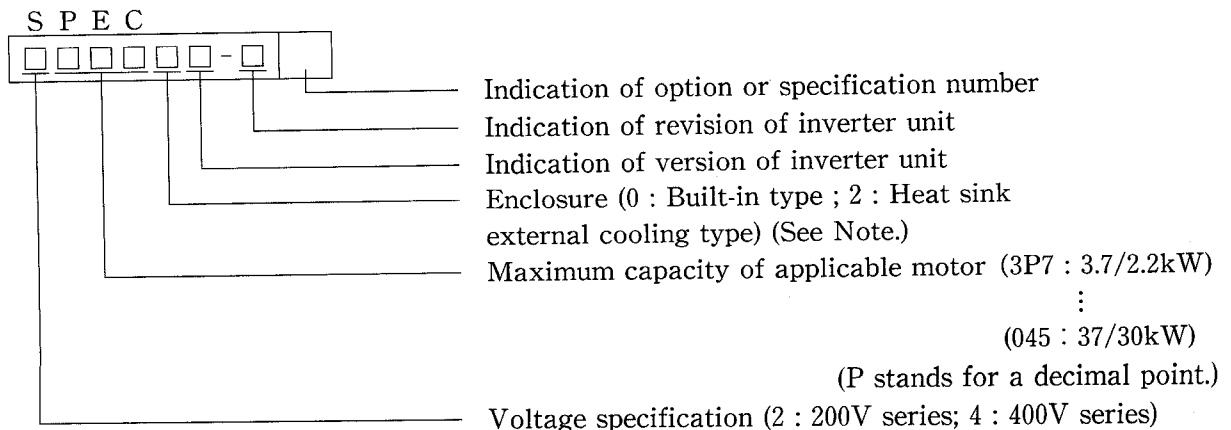 S P E C
□□□□□□-□
Indication of option or specification number
Indication of revision of inverter unit
Indication of version of inverter unit
Enclosure (0 : Built-in type ; 2 : Heat sink
external cooling type) (See Note.)
Maximum capacity of applicable motor (3P7 : 3.7/2.2kW)
⋮
(045 : 37/30kW)
(P stands for a decimal point.)
Voltage specification (2 : 200V series; 4 : 400V series)